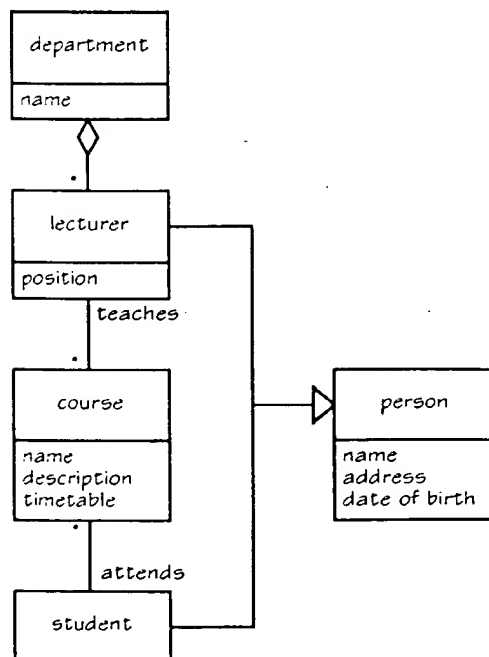 department
name
*
lecturer
position
teaches
*
course
name
description
timetable
*
attends
student
person
name
address
date of birth